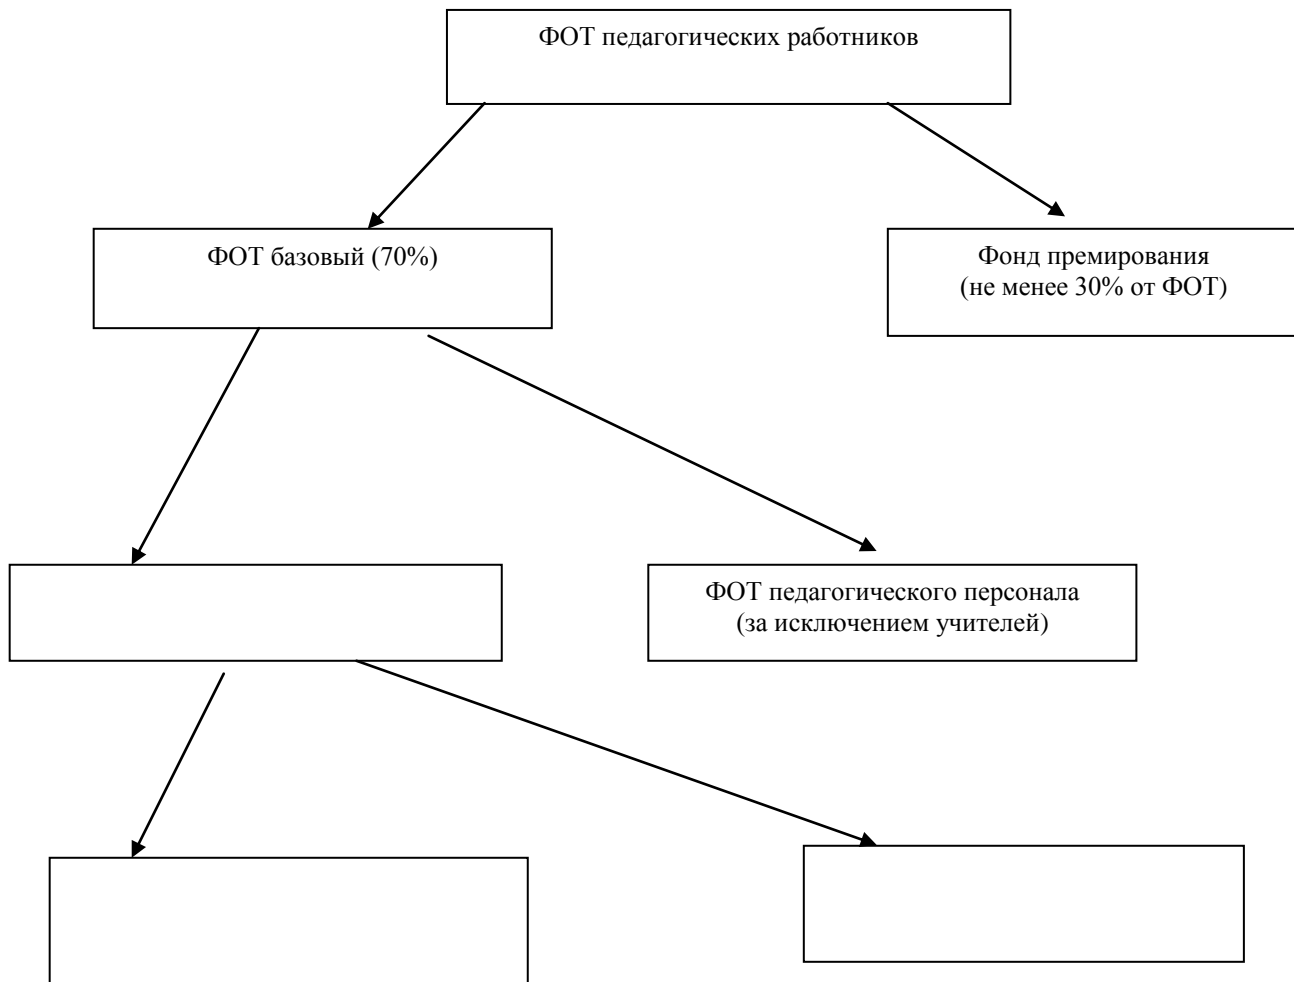 ФОТ педагогических работников
ФОТ базовый (70%)
Фонд премирования
(не менее 30% от ФОТ)
ФОТ педагогического персонала
(за исключением учителей)